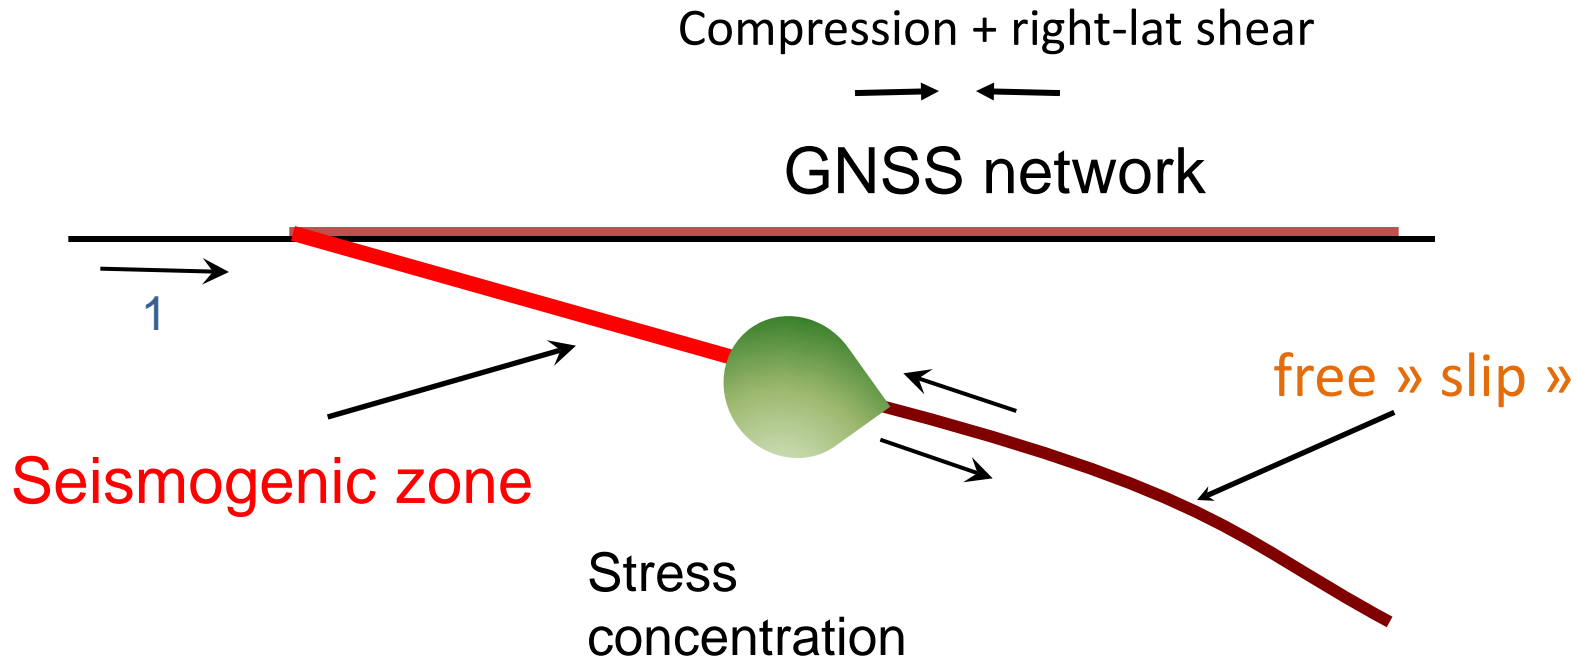 Compression + right-lat shear
GNSS network
1
free » slip »
Seismogenic zone
Stress
concentration